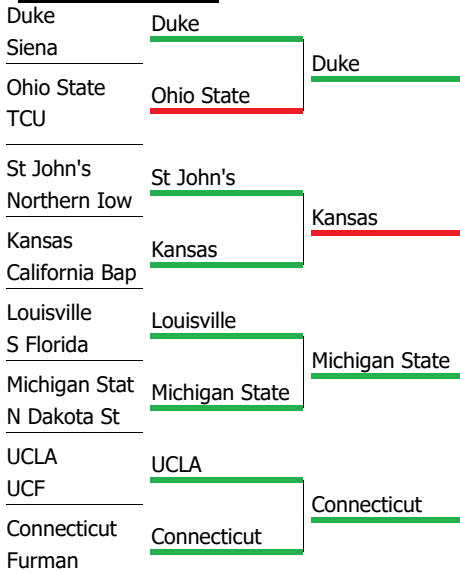 Duke
Siena
Ohio State
TCU
St John's
Northern Iow
Kansas
California Bap
Louisville
S Florida
Michigan Stat
N Dakota St
UCLA
UCF
Connecticut
Furman
Duke
Ohio State
St John's
Kansas
Louisville
Michigan State
UCLA
Connecticut
Duke
Kansas
Michigan State
Connecticut